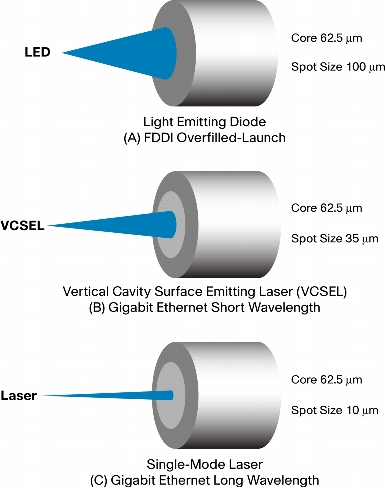 LED
Core 62.5 μm
Spot Size 100 μm
Light Emitting Diode
(A) FDDI Overfilled-Launch
VCSEL
Core 62.5 μm
Spot Size 35 μm
Vertical Cavity Surface Emitting Laser (VCSEL)
(B) Gigabit Ethernet Short Wavelength
Laser
Core 62.5 μm
Spot Size 10 μm
Single-Mode Laser
(C) Gigabit Ethernet Long Wavelength